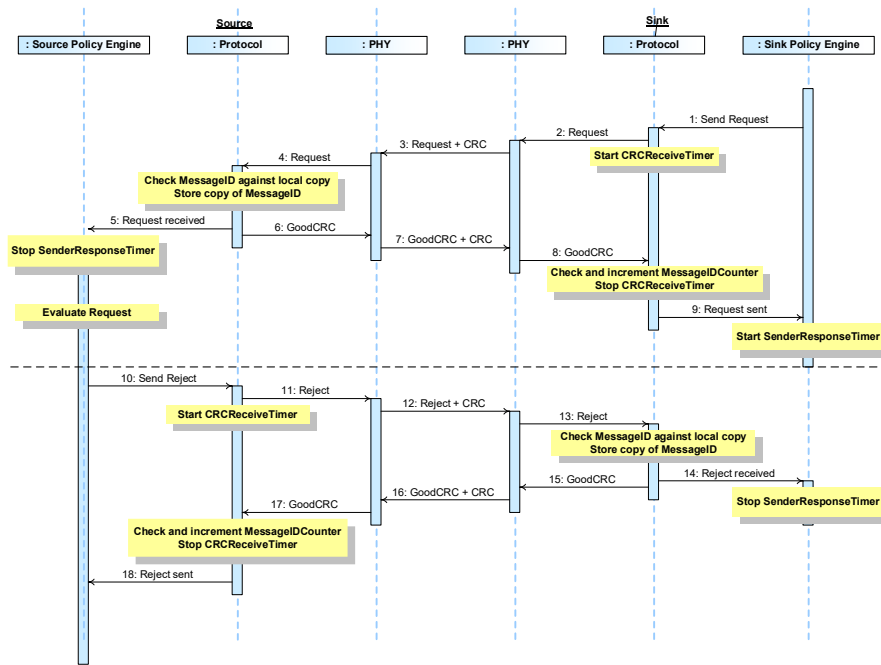 Source
Sink
: Source Policy Engine
: Protocol
: PHY
: PHY
: Protocol
: Sink Policy Engine
1: Send Request
2: Request
3: Request + CRC
Start CRCReceiveTimer
4: Request
Check MessageID against local copy
Store copy of MessageID
5: Request received
6: GoodCRC
7: GoodCRC + CRC
Stop SenderResponseTimer
8: GoodCRC
Check and increment MessageIDCounter
Stop CRCReceiveTimer
Evaluate Request
9: Request sent
Start SenderResponseTimer
10: Send Reject
11: Reject
Start CRCReceiveTimer
12: Reject + CRC
13: Reject
Check MessageID against local copy
Store copy of MessageID
14: Reject received
15: GoodCRC
16: GoodCRC + CRC
Stop SenderResponseTimer
17: GoodCRC
Check and increment MessageIDCounter
Stop CRCReceiveTimer
18: Reject sent